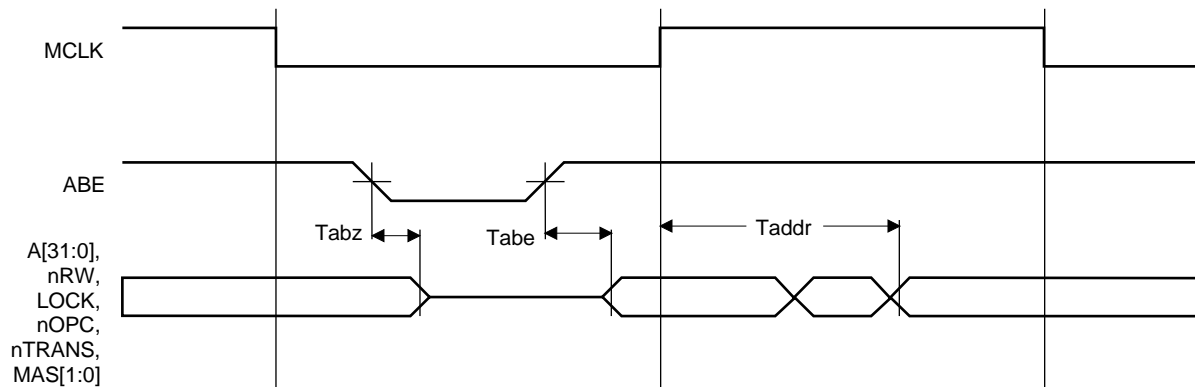 MCLK
ABE
Tabz
Tabe
Taddr
A[31:0],
nRW,
LOCK,
nOPC,
nTRANS,
MAS[1:0]